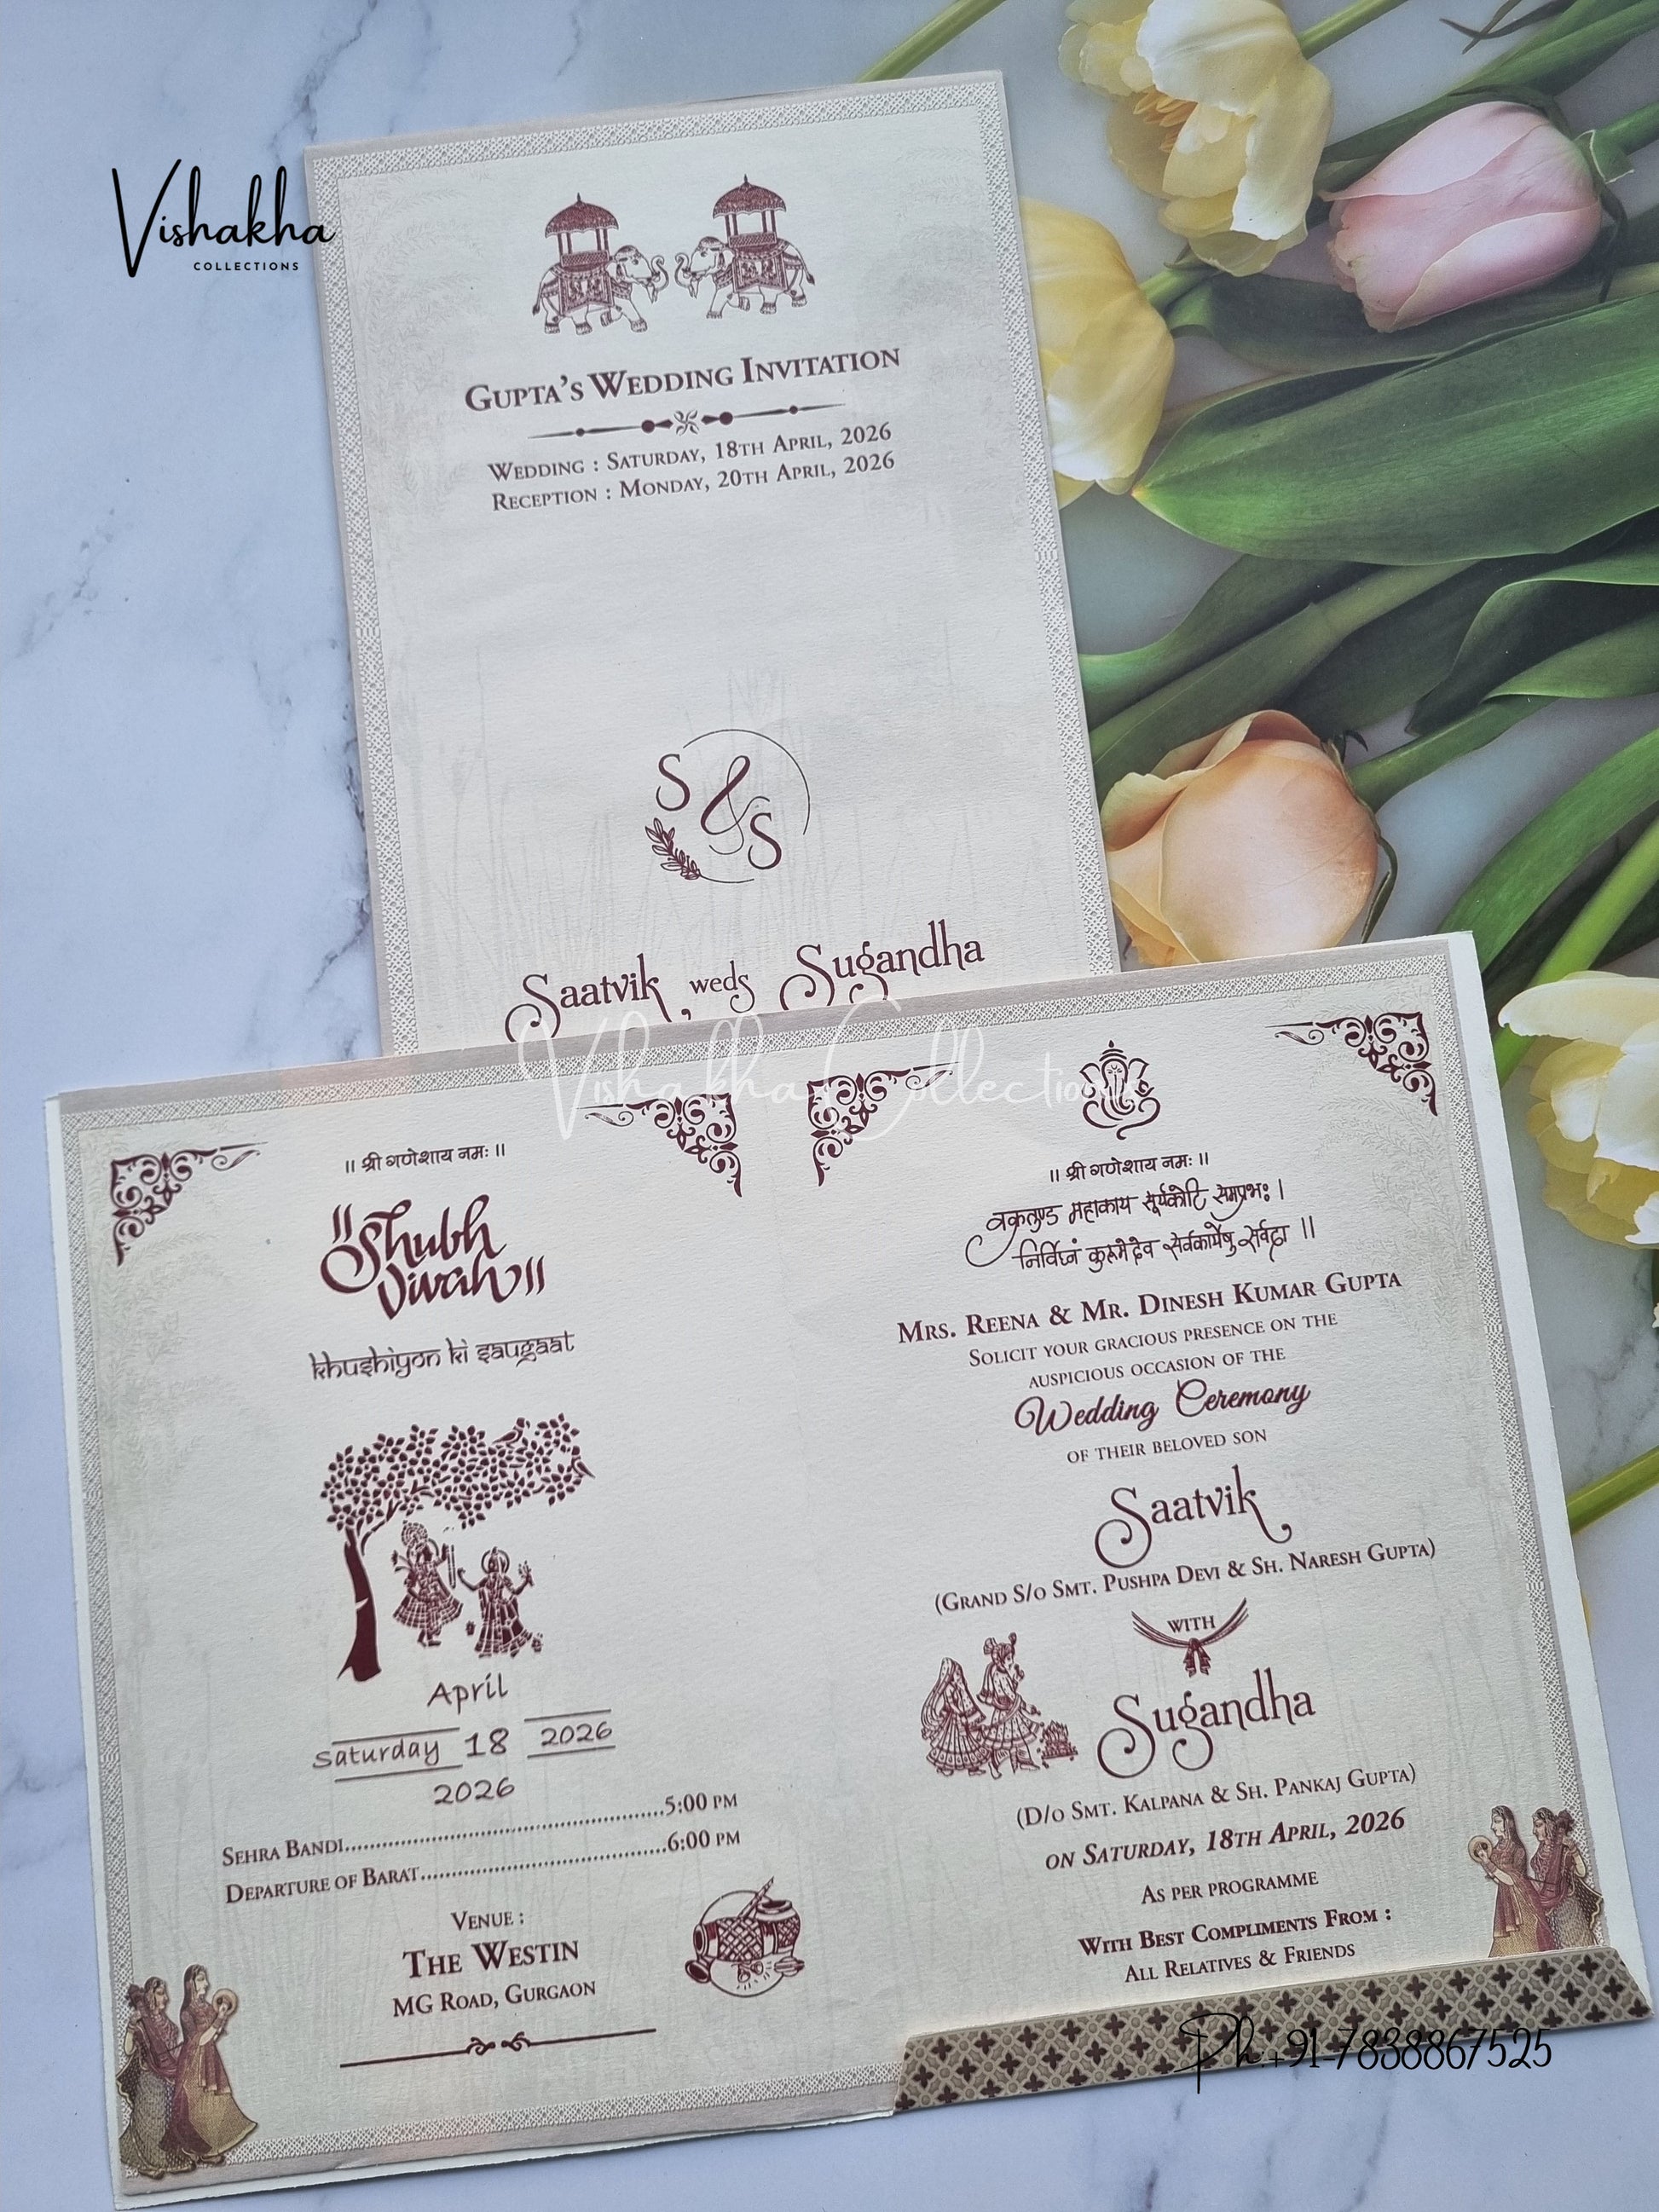 Vishakha
COLLECTIONS
GUPTA'S WEDDING INVITATION
WEDDING : SATURDAY, 18TH APRIL, 2026
RECEPTION : MONDAY, 20TH APRIL, 2026
S & S
Saatvik weds Sugandha
Vishakha Collections
॥ श्री गणेशाय नमः ॥
॥ Shubh
Vivah ॥
khushiyon ki saugaat
April
Saturday 18 2026
2026
SEHRA BANDI.....................................................5:00 PM
DEPARTURE OF BARAT.........................................6:00 PM
VENUE :
THE WESTIN
MG ROAD, GURGAON
॥ श्री गणेशाय नमः ॥
वक्रतुण्ड महाकाय सूर्यकोटि समप्रभः ।
निर्विघ्नं कुरुमेदेव सर्वकार्येषु सर्वदा ॥
MRS. REENA & MR. DINESH KUMAR GUPTA
SOLICIT YOUR GRACIOUS PRESENCE ON THE
AUSPICIOUS OCCASION OF THE
Wedding Ceremony
OF THEIR BELOVED SON
Saatvik
(GRAND S/O SMT. PUSHPA DEVI & SH. NARESH GUPTA)
WITH
Sugandha
(D/O SMT. KALPANA & SH. PANKAJ GUPTA)
ON SATURDAY, 18TH APRIL, 2026
AS PER PROGRAMME
WITH BEST COMPLIMENTS FROM :
ALL RELATIVES & FRIENDS
Ph +91-7838867525